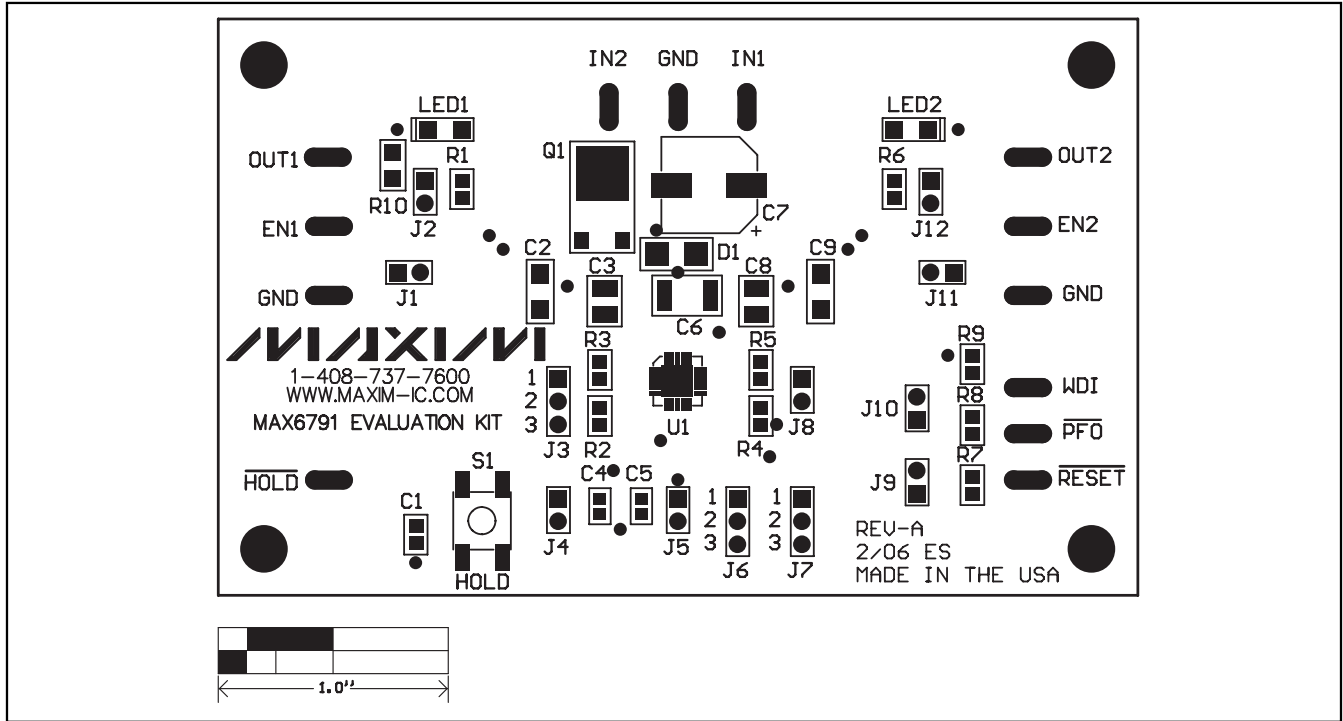 IN2 GND IN1
LED1
LED2
OUT1
R1
Q1
R6
OUT2
R10
J2
C7
+
J12
EN1
EN2
C2
C3
D1
C8
C9
GND
J1
C6
J11
GND
MAXIM
1-408-737-7600
WWW.MAXIM-IC.COM
MAX6791 EVALUATION KIT
R3
R5
R9
1
2
3
J3
R2
U1
R4
J8
J10
R8
WDI
PFO
HOLD
S1
C1
HOLD
C4
C5
J4
J5
1
2
3
J6
1
2
3
J7
J9
R7
RESET
REV-A
2/06 ES
MADE IN THE USA
1.0"